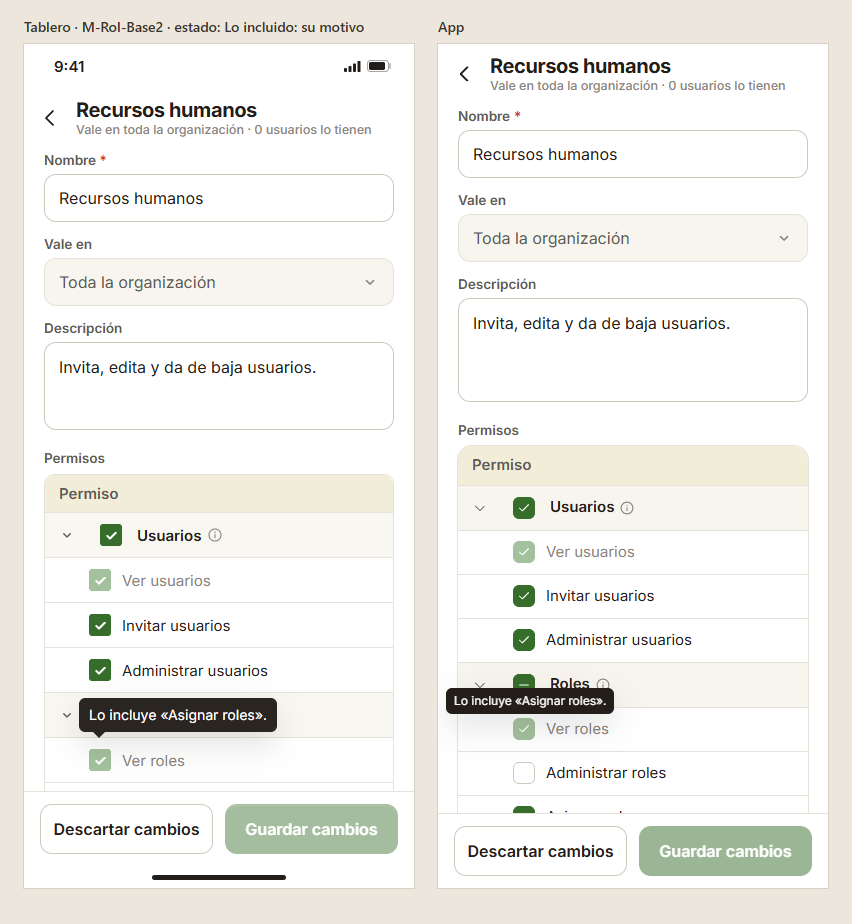 Tablero · M-Rol-Base2 · estado: Lo incluido: su motivo
9:41
Recursos humanos
Vale en toda la organización · 0 usuarios lo tienen
Nombre *
Recursos humanos
Vale en
Toda la organización
Descripción
Invita, edita y da de baja usuarios.
Permisos
Permiso
Usuarios
Ver usuarios
Invitar usuarios
Administrar usuarios
Lo incluye «Asignar roles».
Ver roles
Descartar cambios
Guardar cambios
App
Recursos humanos
Vale en toda la organización · 0 usuarios lo tienen
Nombre *
Recursos humanos
Vale en
Toda la organización
Descripción
Invita, edita y da de baja usuarios.
Permisos
Permiso
Usuarios
Ver usuarios
Invitar usuarios
Administrar usuarios
Roles
Lo incluye «Asignar roles».
Ver roles
Administrar roles
Descartar cambios
Guardar cambios